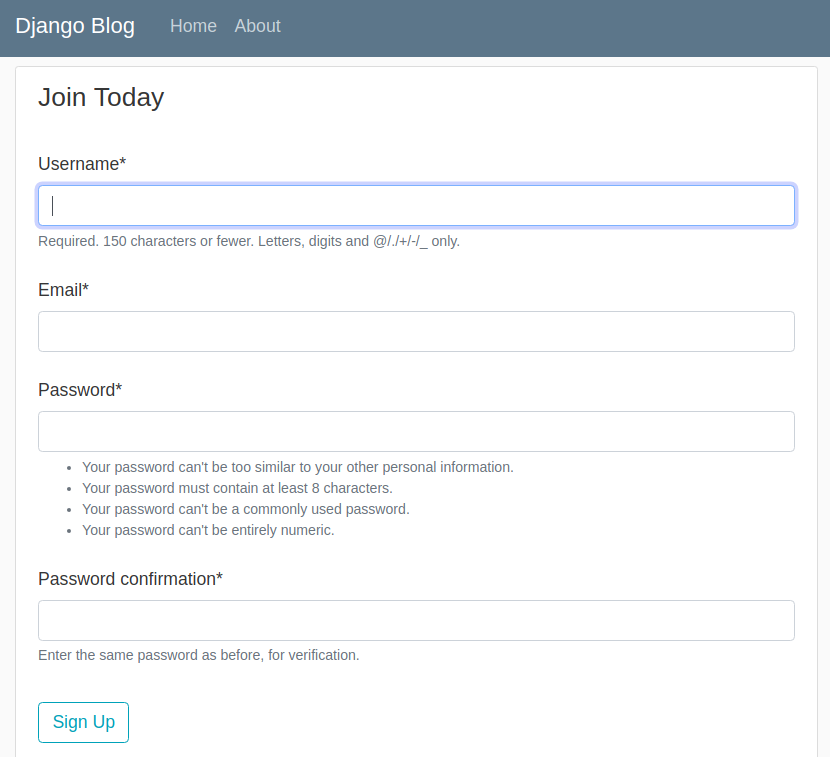 Django Blog Home About
Join Today
Username*
Required. 150 characters or fewer. Letters, digits and @/./+/-/_ only.
Email*
Password*
• Your password can't be too similar to your other personal information.
• Your password must contain at least 8 characters.
• Your password can't be a commonly used password.
• Your password can't be entirely numeric.
Password confirmation*
Enter the same password as before, for verification.
Sign Up